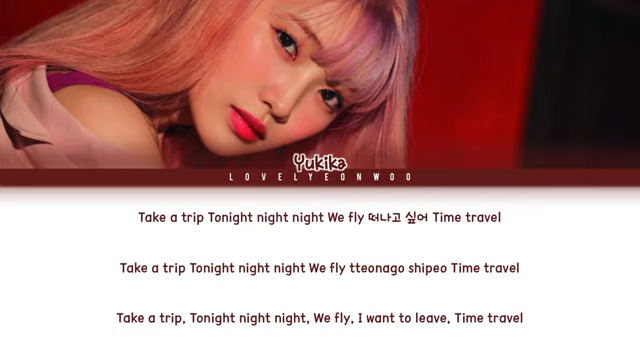 Yukika
LOVELYEONWOO
Take a trip Tonight night night We fly 떠나고 싶어 Time travel
Take a trip Tonight night night We fly tteonago shipeo Time travel
Take a trip, Tonight night night, We fly, I want to leave, Time travel